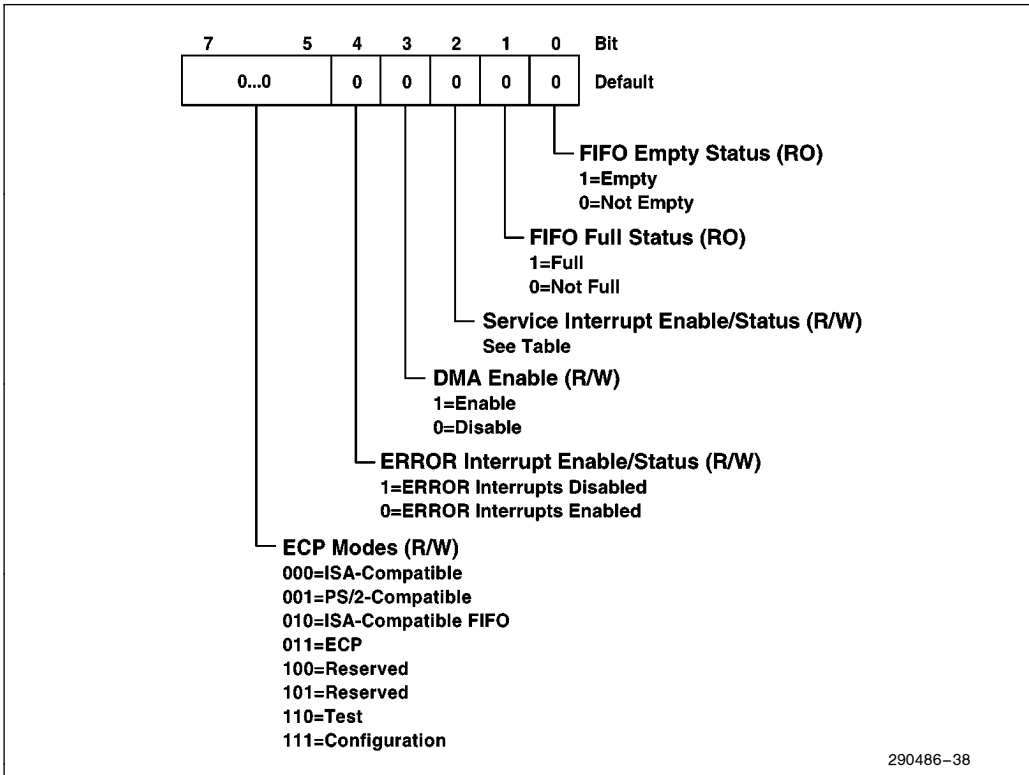 7 5 4 3 2 1 0 Bit
0...0 0 0 0 0 0 Default
FIFO Empty Status (RO)
1=Empty
0=Not Empty
FIFO Full Status (RO)
1=Full
0=Not Full
Service Interrupt Enable/Status (R/W)
See Table
DMA Enable (R/W)
1=Enable
0=Disable
ERROR Interrupt Enable/Status (R/W)
1=ERROR Interrupts Disabled
0=ERROR Interrupts Enabled
ECP Modes (R/W)
000=ISA-Compatible
001=PS/2-Compatible
010=ISA-Compatible FIFO
011=ECP
100=Reserved
101=Reserved
110=Test
111=Configuration
290486–38